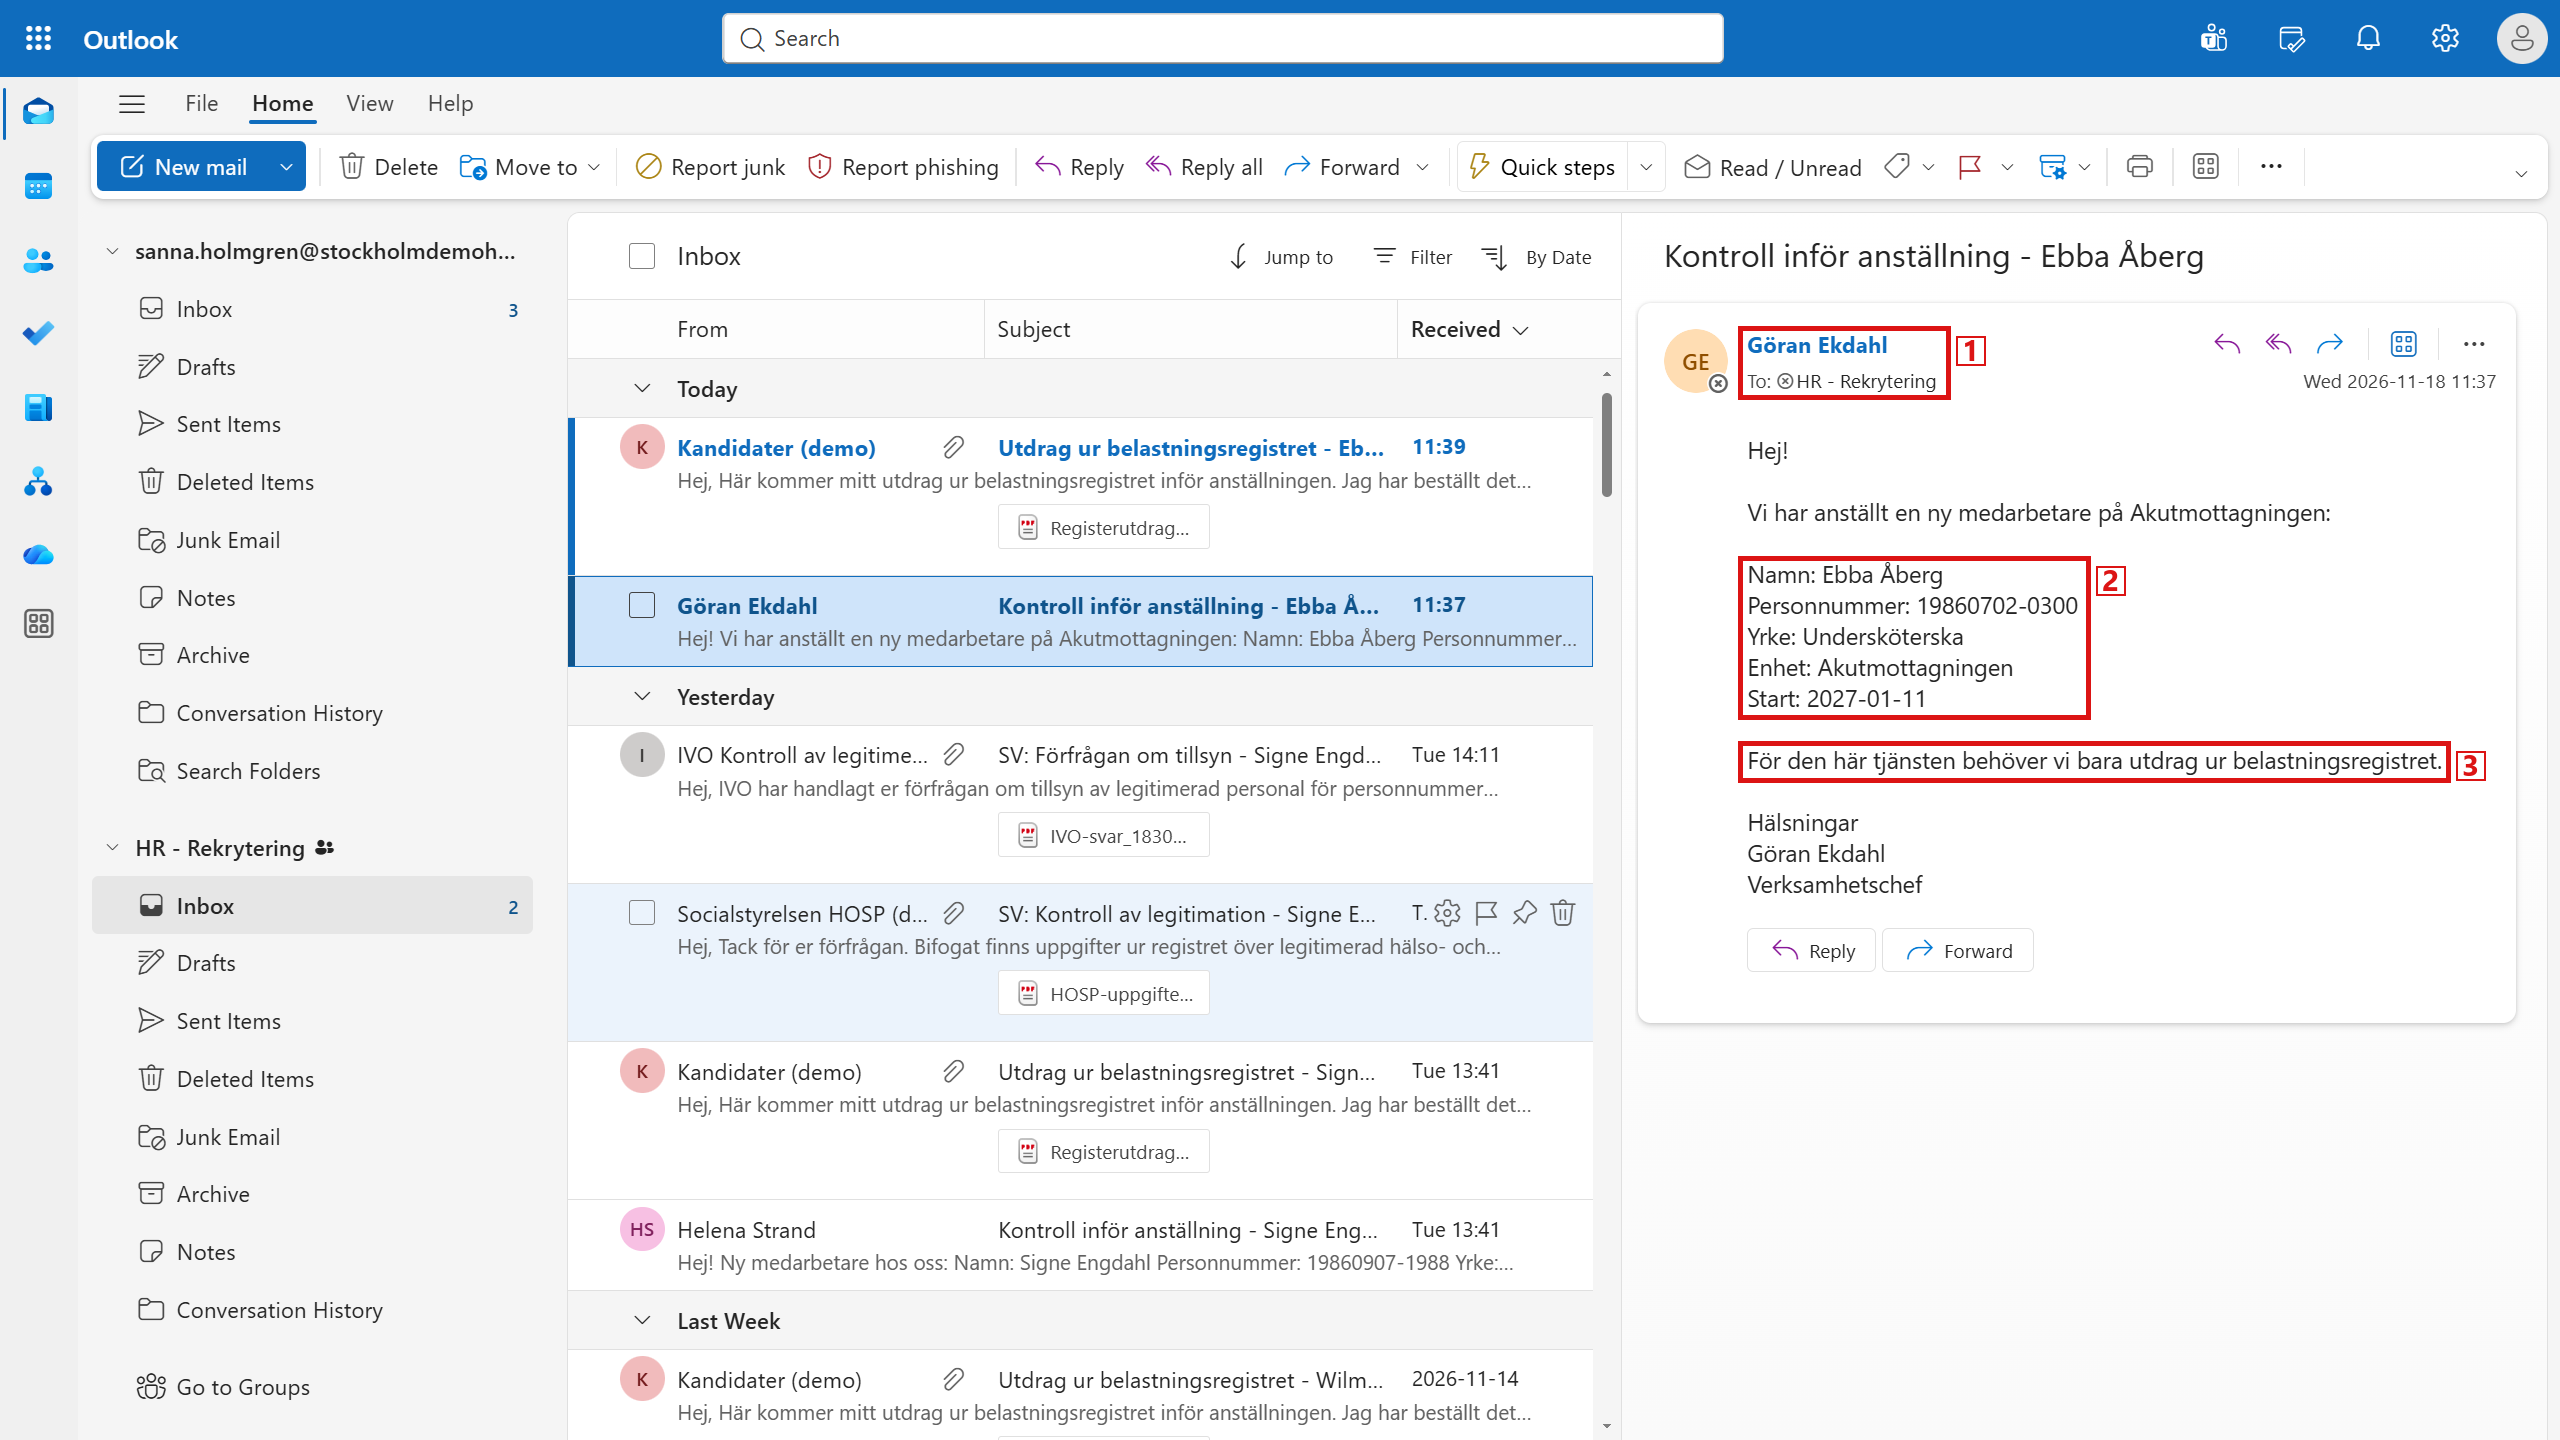 Outlook
Search
File Home View Help
New mail Delete Move to Report junk Report phishing Reply Reply all Forward Quick steps Read / Unread
sanna.holmgren@stockholmdemoh...
Inbox 3
Drafts
Sent Items
Deleted Items
Junk Email
Notes
Archive
Conversation History
Search Folders
HR - Rekrytering
Inbox 2
Drafts
Sent Items
Deleted Items
Junk Email
Archive
Notes
Conversation History
Go to Groups
Inbox Jump to Filter By Date
From Subject Received
Today
K Kandidater (demo) Utdrag ur belastningsregistret - Eb... 11:39
Hej, Här kommer mitt utdrag ur belastningsregistret inför anställningen. Jag har beställt det...
PDF Registerutdrag...
Göran Ekdahl Kontroll inför anställning - Ebba Å... 11:37
Hej! Vi har anställt en ny medarbetare på Akutmottagningen: Namn: Ebba Åberg Personnummer...
Yesterday
I IVO Kontroll av legitime... SV: Förfrågan om tillsyn - Signe Engd... Tue 14:11
Hej, IVO har handlagt er förfrågan om tillsyn av legitimerad personal för personnummer...
PDF IVO-svar_1830...
Socialstyrelsen HOSP (d... SV: Kontroll av legitimation - Signe E... T.
Hej, Tack för er förfrågan. Bifogat finns uppgifter ur registret över legitimerad hälso- och...
PDF HOSP-uppgifte...
K Kandidater (demo) Utdrag ur belastningsregistret - Sign... Tue 13:41
Hej, Här kommer mitt utdrag ur belastningsregistret inför anställningen. Jag har beställt det...
PDF Registerutdrag...
HS Helena Strand Kontroll inför anställning - Signe Eng... Tue 13:41
Hej! Ny medarbetare hos oss: Namn: Signe Engdahl Personnummer: 19860907-1988 Yrke:...
Last Week
K Kandidater (demo) Utdrag ur belastningsregistret - Wilm... 2026-11-14
Hej, Här kommer mitt utdrag ur belastningsregistret inför anställningen. Jag har beställt det...
Kontroll inför anställning - Ebba Åberg
GE Göran Ekdahl 1
To: HR - Rekrytering Wed 2026-11-18 11:37
Hej!
Vi har anställt en ny medarbetare på Akutmottagningen:
Namn: Ebba Åberg 2
Personnummer: 19860702-0300
Yrke: Undersköterska
Enhet: Akutmottagningen
Start: 2027-01-11
För den här tjänsten behöver vi bara utdrag ur belastningsregistret. 3
Hälsningar
Göran Ekdahl
Verksamhetschef
Reply Forward